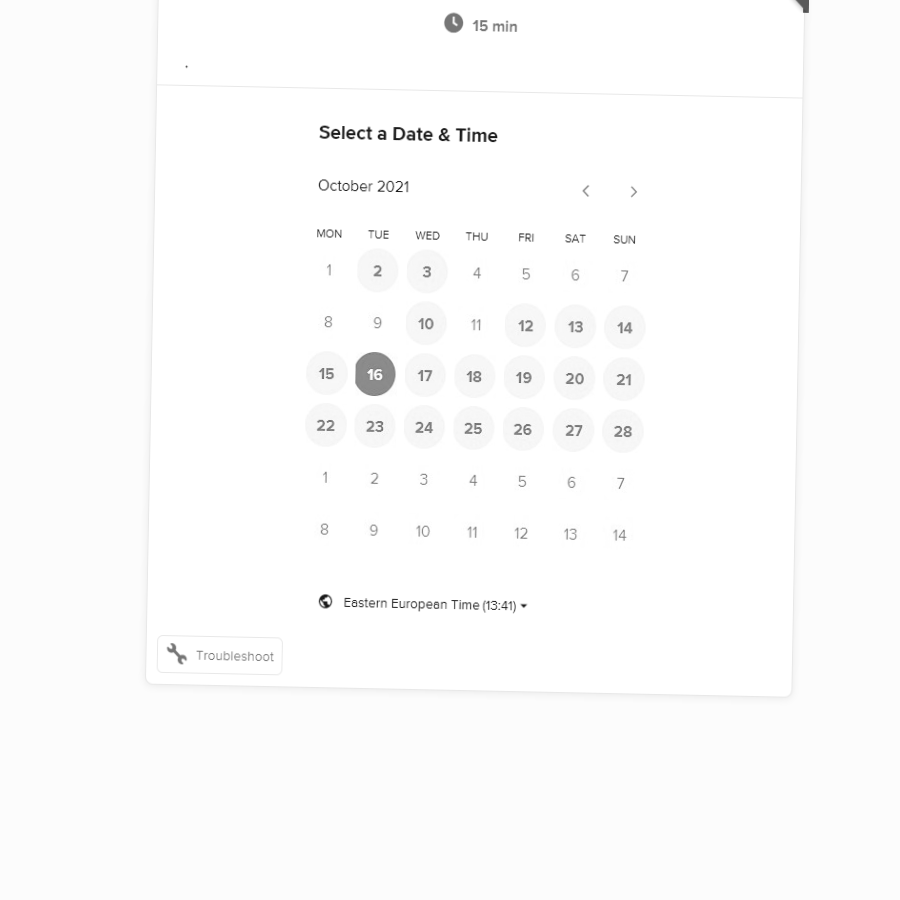 15 min
.
Select a Date & Time
October 2021
MON TUE WED THU FRI SAT SUN
1 2 3 4 5 6 7
8 9 10 11 12 13 14
15 16 17 18 19 20 21
22 23 24 25 26 27 28
1 2 3 4 5 6 7
8 9 10 11 12 13 14
Eastern European Time (13:41)
Troubleshoot